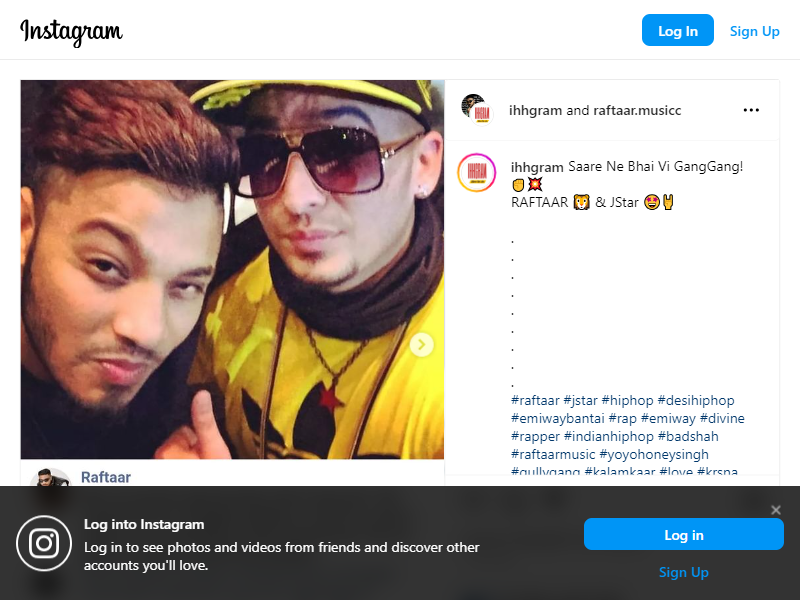 Instagram
Log In
Sign Up
ihhgram and raftaar.musicc
ihhgram Saare Ne Bhai Vi GangGang!
✊💥
RAFTAAR 🐯 & JStar 🤩🤘
.
.
.
.
.
.
.
.
.
#raftaar #jstar #hiphop #desihiphop
#emiwaybantai #rap #emiway #divine
#rapper #indianhiphop #badshah
#raftaarmusic #yoyohoneysingh
#gullygang #kalamkaar #love #krsna
Raftaar
Log into Instagram
Log in to see photos and videos from friends and discover other
accounts you'll love.
Log in
Sign Up